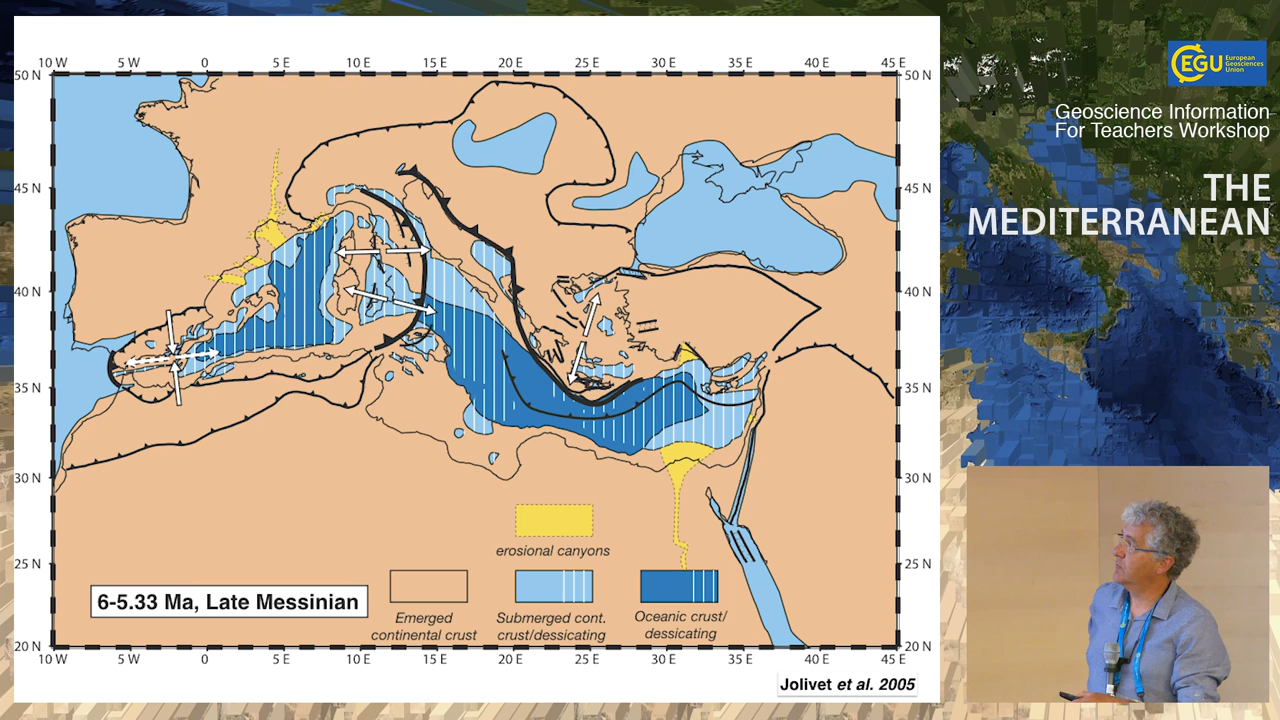 10 W 5 W 0 5 E 10 E 15 E 20 E 25 E 30 E 35 E 40 E 45 E
50 N 50 N
45 N 45 N
40 N 40 N
35 N 35 N
30 N 30 N
25 N 25 N
20 N 20 N
10 W 5 W 0 5 E 10 E 15 E 20 E 25 E 30 E 35 E 40 E 45 E
erosional canyons
6-5.33 Ma, Late Messinian
Emerged
continental crust
Submerged cont.
crust/dessicating
Oceanic crust/
dessicating
Jolivet et al. 2005
EGU
European
Geosciences
Union
Geoscience Information
For Teachers Workshop
THE
MEDITERRANEAN